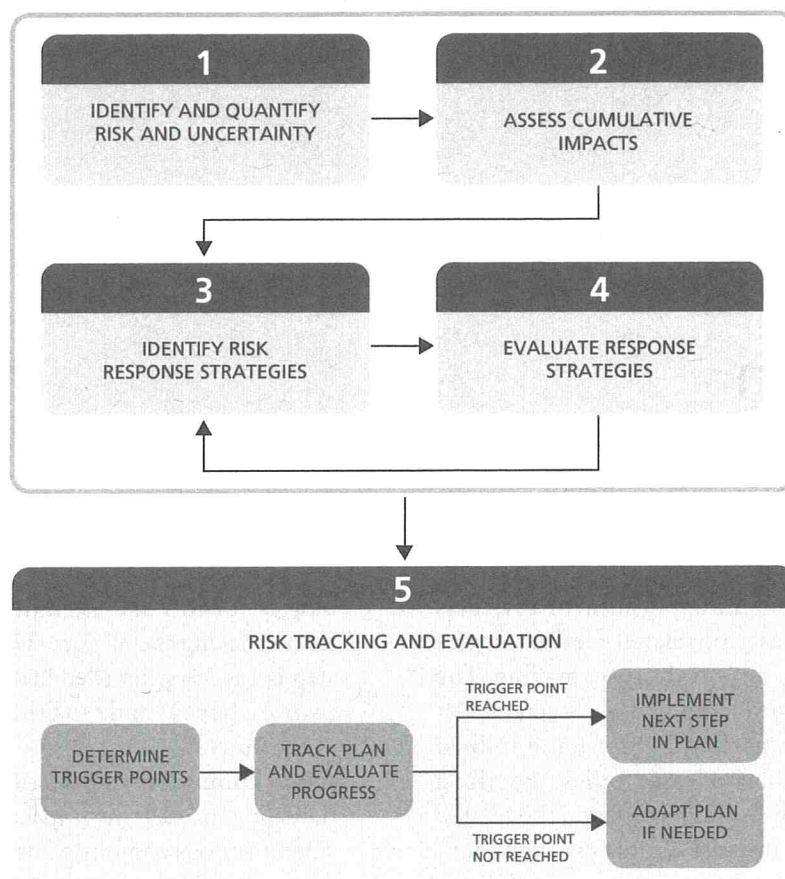 1
IDENTIFY AND QUANTIFY
RISK AND UNCERTAINTY
2
ASSESS CUMULATIVE
IMPACTS
3
IDENTIFY RISK
RESPONSE STRATEGIES
4
EVALUATE RESPONSE
STRATEGIES
5
RISK TRACKING AND EVALUATION
DETERMINE
TRIGGER POINTS
TRACK PLAN
AND EVALUATE
PROGRESS
TRIGGER POINT
REACHED
IMPLEMENT
NEXT STEP
IN PLAN
TRIGGER POINT
NOT REACHED
ADAPT PLAN
IF NEEDED